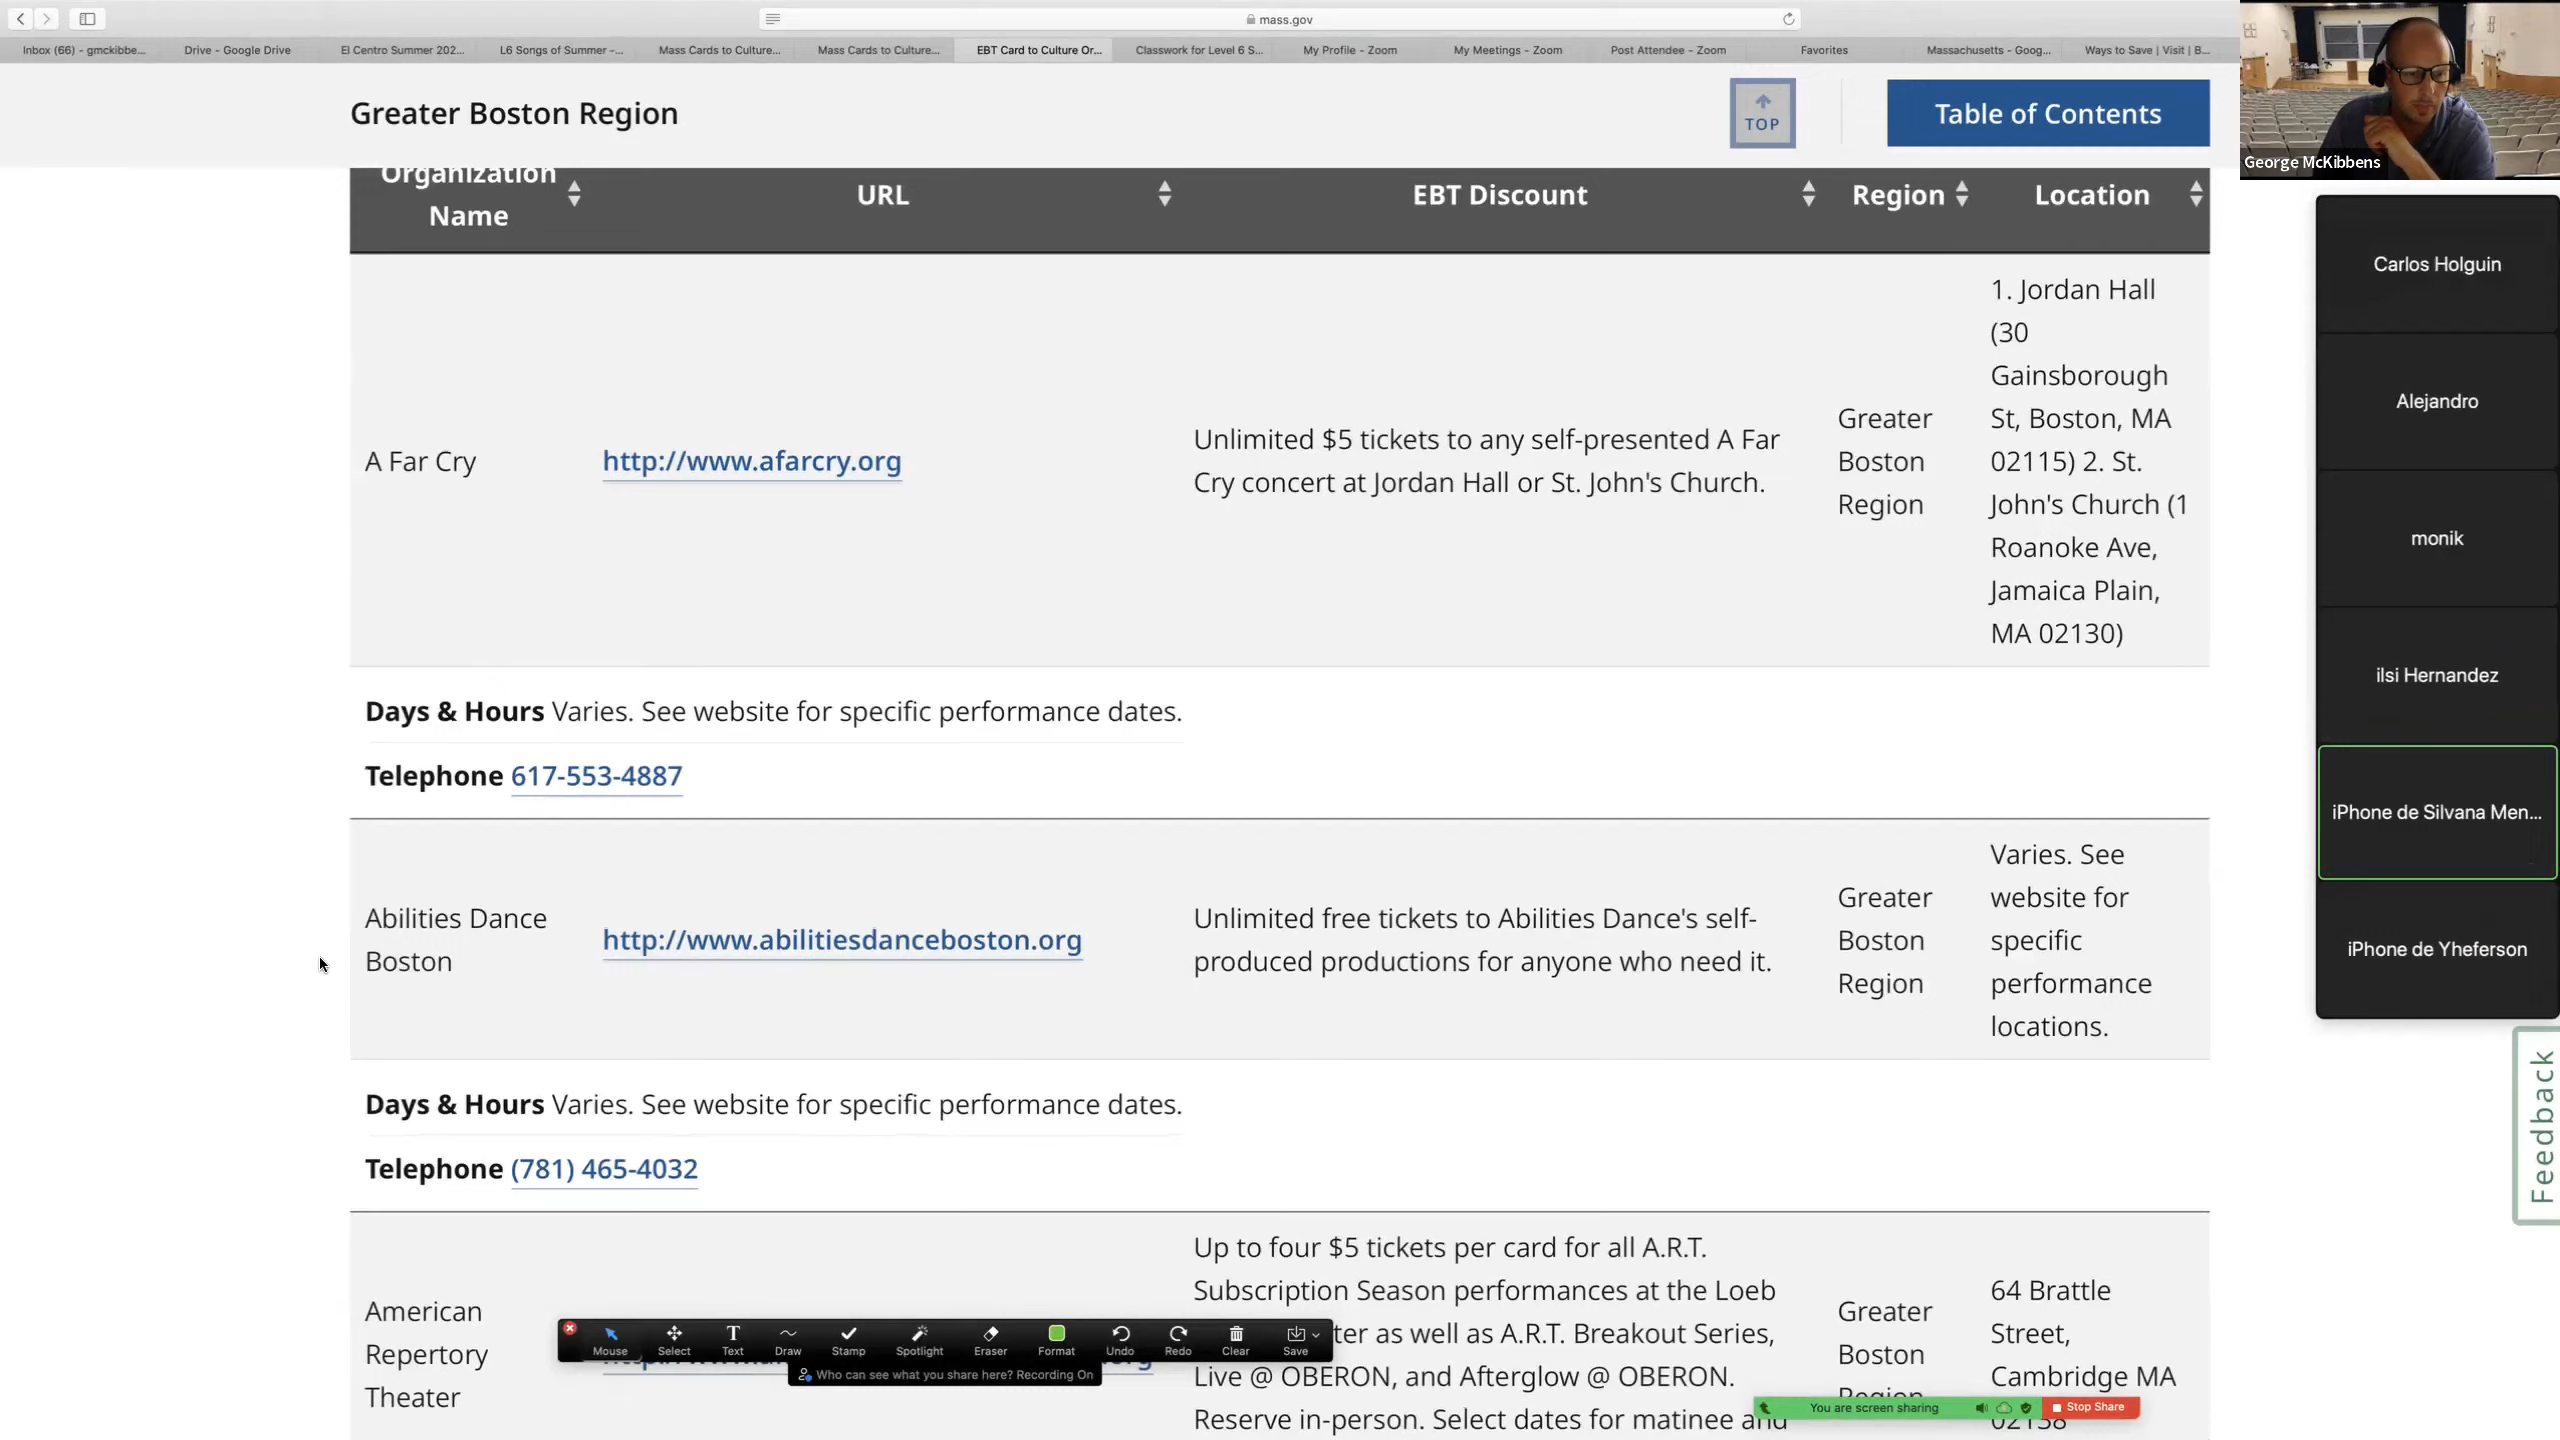 mass.gov
Inbox (66) - gmckibbe...
Drive - Google Drive
El Centro Summer 202...
L6 Songs of Summer -...
Mass Cards to Culture...
Mass Cards to Culture...
EBT Card to Culture Or...
Classwork for Level 6 S...
My Profile - Zoom
My Meetings - Zoom
Post Attendee - Zoom
Favorites
Massachusetts - Goog...
Ways to Save | Visit | B...
Greater Boston Region
TOP
Table of Contents
George McKibbens
Organization
Name
URL
EBT Discount
Region
Location
A Far Cry
http://www.afarcry.org
Unlimited $5 tickets to any self-presented A Far
Cry concert at Jordan Hall or St. John's Church.
Greater
Boston
Region
1. Jordan Hall
(30
Gainsborough
St, Boston, MA
02115) 2. St.
John's Church (1
Roanoke Ave,
Jamaica Plain,
MA 02130)
Days & Hours Varies. See website for specific performance dates.
Telephone 617-553-4887
Abilities Dance
Boston
http://www.abilitiesdanceboston.org
Unlimited free tickets to Abilities Dance's self-
produced productions for anyone who need it.
Greater
Boston
Region
Varies. See
website for
specific
performance
locations.
Days & Hours Varies. See website for specific performance dates.
Telephone (781) 465-4032
American
Repertory
Theater
Up to four $5 tickets per card for all A.R.T.
Subscription Season performances at the Loeb
as well as A.R.T. Breakout Series,
Live @ OBERON, and Afterglow @ OBERON.
Reserve in-person. Select dates for matinee and
Greater
Boston
Region
64 Brattle
Street,
Cambridge MA
02138
Mouse
Select
Text
Draw
Stamp
Spotlight
Eraser
Format
Undo
Redo
Clear
Save
Who can see what you share here? Recording On
You are screen sharing
Stop Share
Carlos Holguin
Alejandro
monik
ilsi Hernandez
iPhone de Silvana Men...
iPhone de Yheferson
Feedback